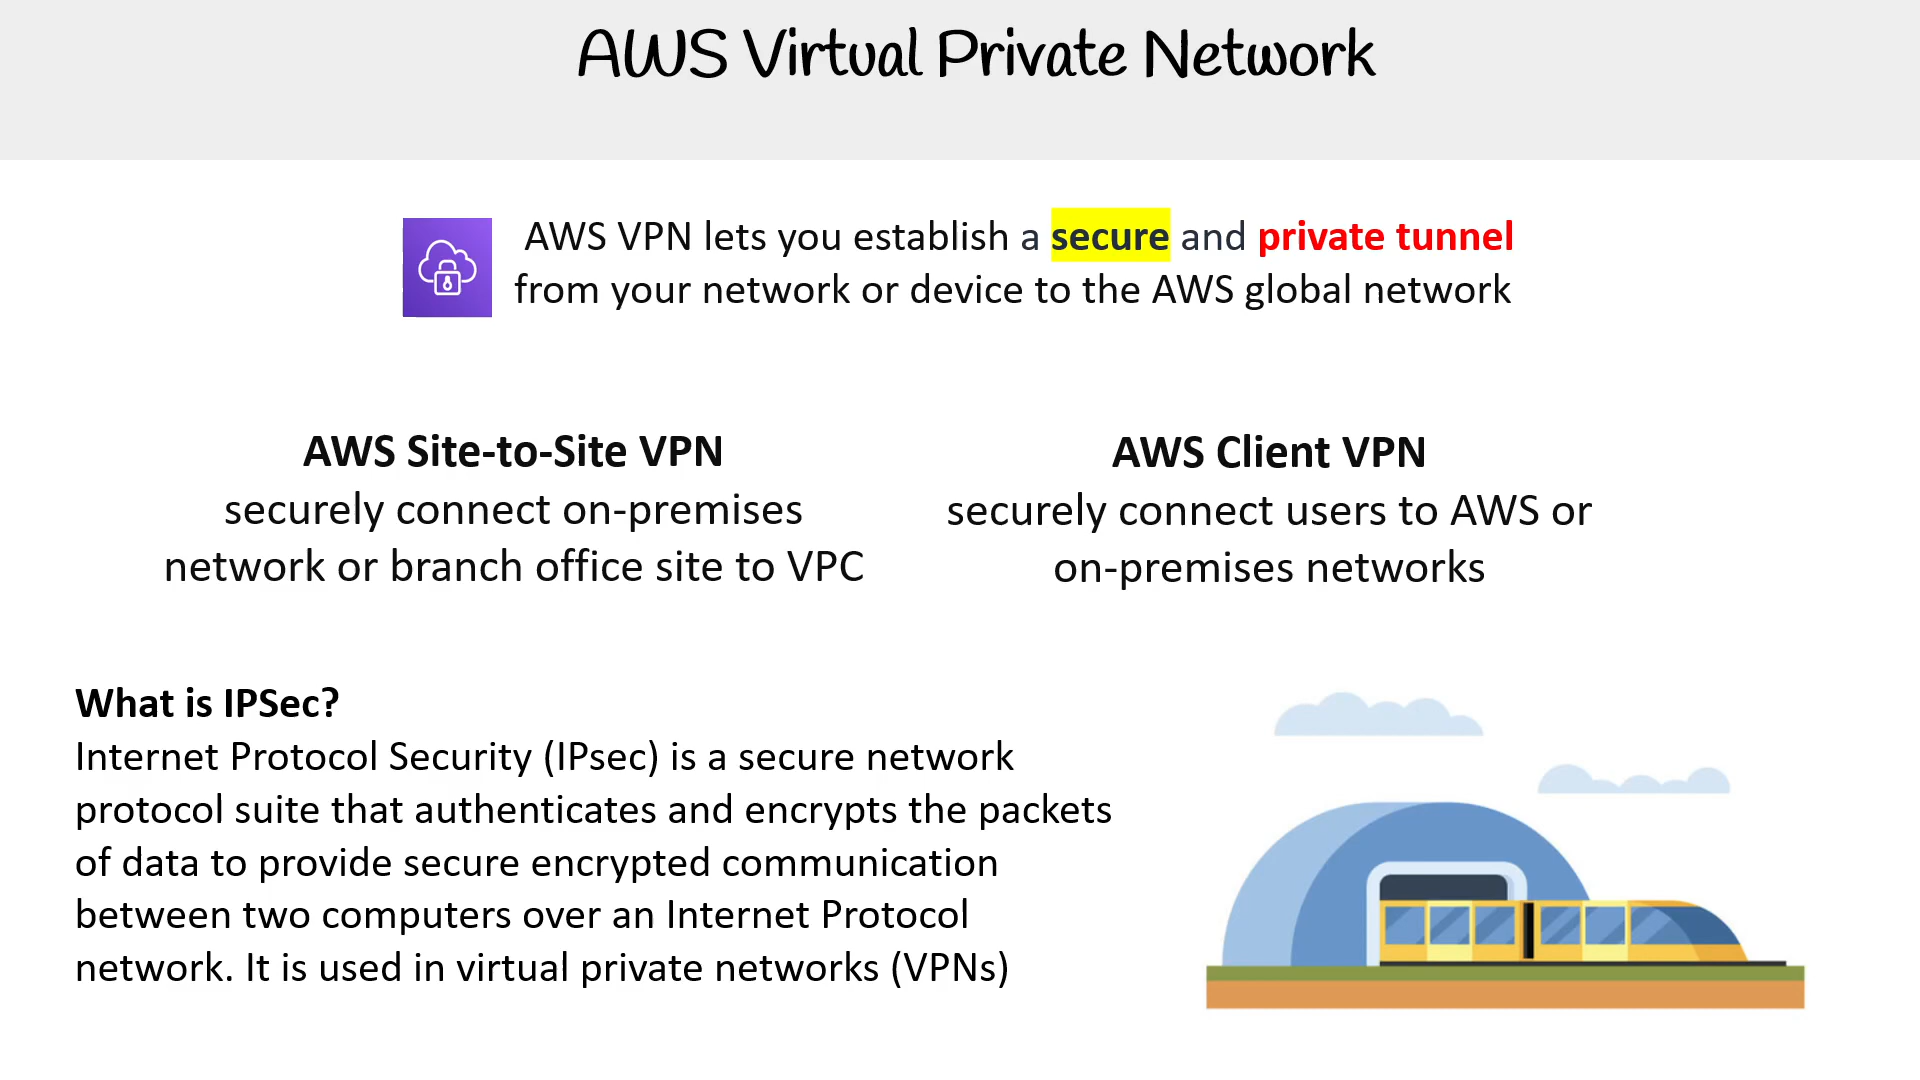 AWS Virtual Private Network
AWS VPN lets you establish a secure and private tunnel
from your network or device to the AWS global network
AWS Site-to-Site VPN
securely connect on-premises
network or branch office site to VPC
AWS Client VPN
securely connect users to AWS or
on-premises networks
What is IPSec?
Internet Protocol Security (IPsec) is a secure network
protocol suite that authenticates and encrypts the packets
of data to provide secure encrypted communication
between two computers over an Internet Protocol
network. It is used in virtual private networks (VPNs)